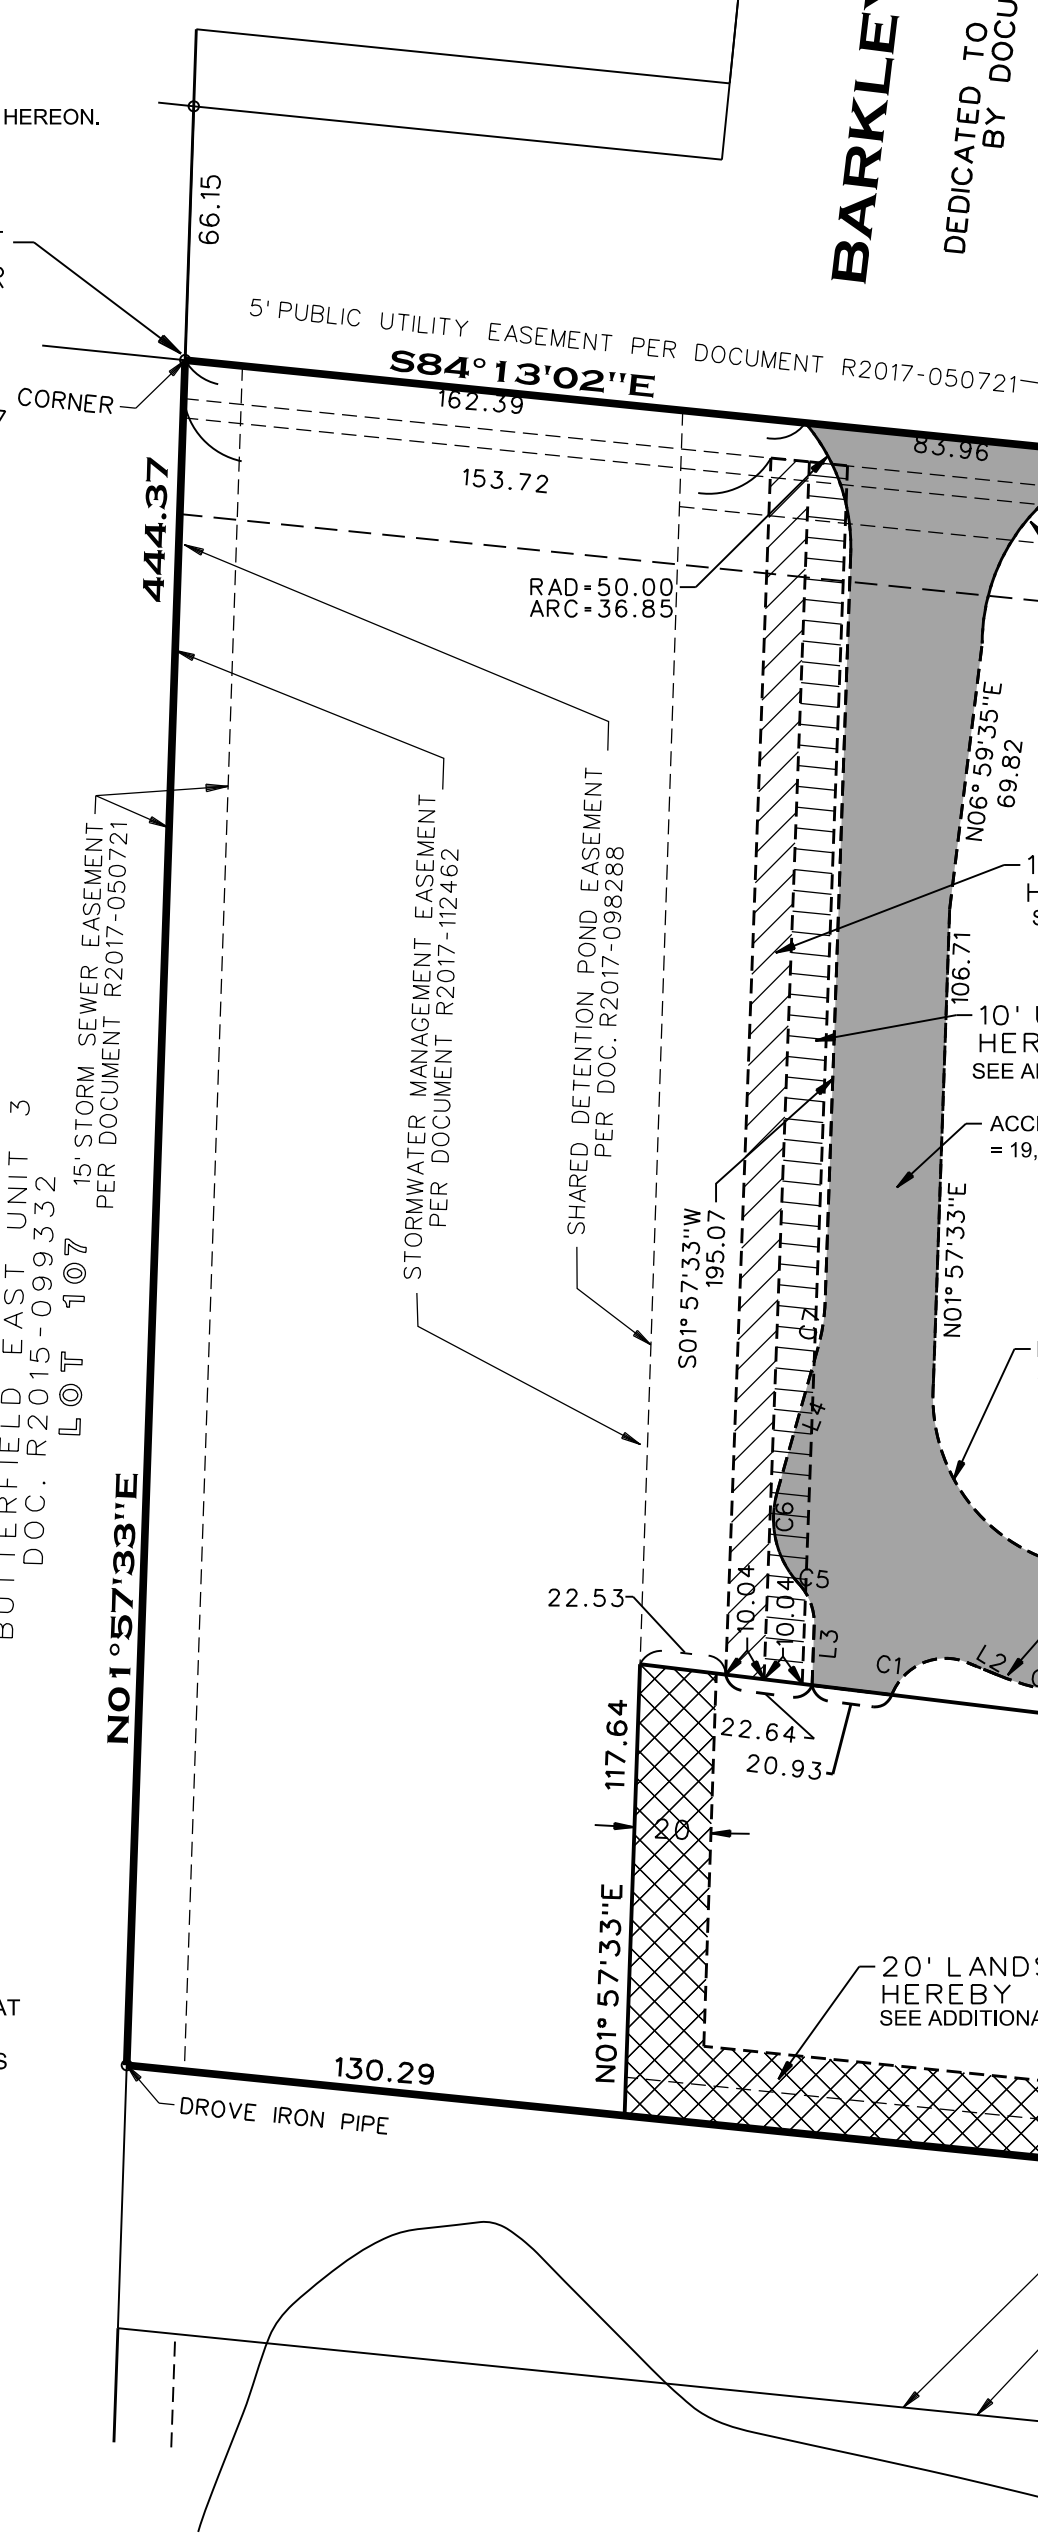 HEREON.
BARKLEY
DEDICATED TO
BY DOCU
66.15
5' PUBLIC UTILITY EASEMENT PER DOCUMENT R2017-050721
S84°13'02"E
162.39
CORNER
83.96
153.72
444.37
RAD=50.00
ARC=36.85
N06°59'35"E
69.82
15' STORM SEWER EASEMENT
PER DOCUMENT R2017-050721
STORMWATER MANAGEMENT EASEMENT
PER DOCUMENT R2017-112462
SHARED DETENTION POND EASEMENT
PER DOC. R2017-098288
106.71
10'
HER
SEE
= 19,
BUTTERFIELD EAST UNIT 3
DOC. R2015-099332
LOT 107
S01°57'33"W
195.07
N01°57'33"E
C7
L4
C6
C5
10.04
10.04
22.53
L3
C1
L2
N01°57'33"E
117.64
22.64
20.93
20
N01°57'33"E
20' LANDS
HEREBY
SEE ADDITIONA
130.29
DROVE IRON PIPE